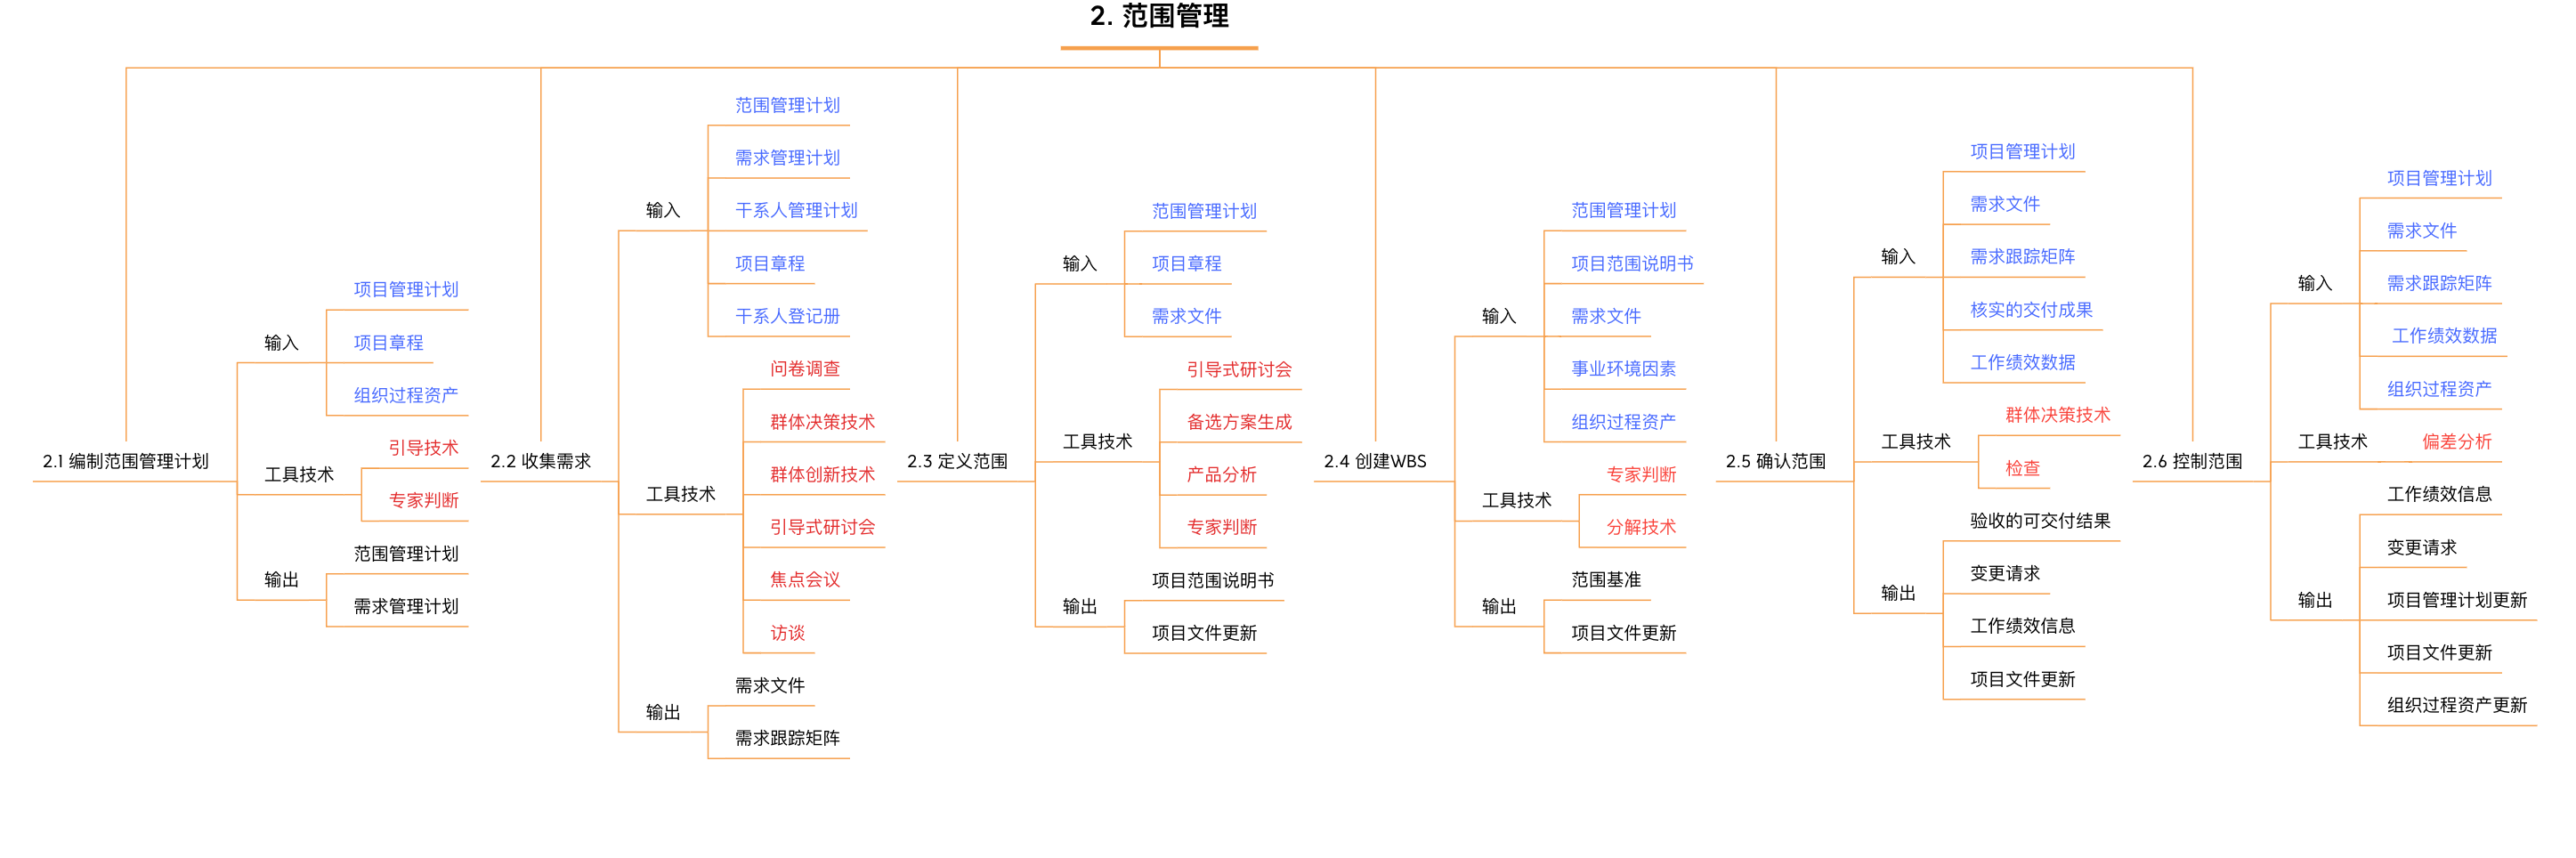 2. 范围管理
2.1 编制范围管理计划
输入
项目管理计划
项目章程
组织过程资产
工具技术
引导技术
专家判断
输出
范围管理计划
需求管理计划
2.2 收集需求
输入
范围管理计划
需求管理计划
干系人管理计划
项目章程
干系人登记册
工具技术
问卷调查
群体决策技术
群体创新技术
引导式研讨会
焦点会议
访谈
输出
需求文件
需求跟踪矩阵
2.3 定义范围
输入
范围管理计划
项目章程
需求文件
工具技术
引导式研讨会
备选方案生成
产品分析
专家判断
输出
项目范围说明书
项目文件更新
2.4 创建WBS
输入
范围管理计划
项目范围说明书
需求文件
事业环境因素
组织过程资产
工具技术
专家判断
分解技术
输出
范围基准
项目文件更新
2.5 确认范围
输入
项目管理计划
需求文件
需求跟踪矩阵
核实的交付成果
工作绩效数据
工具技术
群体决策技术
检查
输出
验收的可交付结果
变更请求
工作绩效信息
项目文件更新
2.6 控制范围
输入
项目管理计划
需求文件
需求跟踪矩阵
工作绩效数据
组织过程资产
工具技术
偏差分析
输出
工作绩效信息
变更请求
项目管理计划更新
项目文件更新
组织过程资产更新